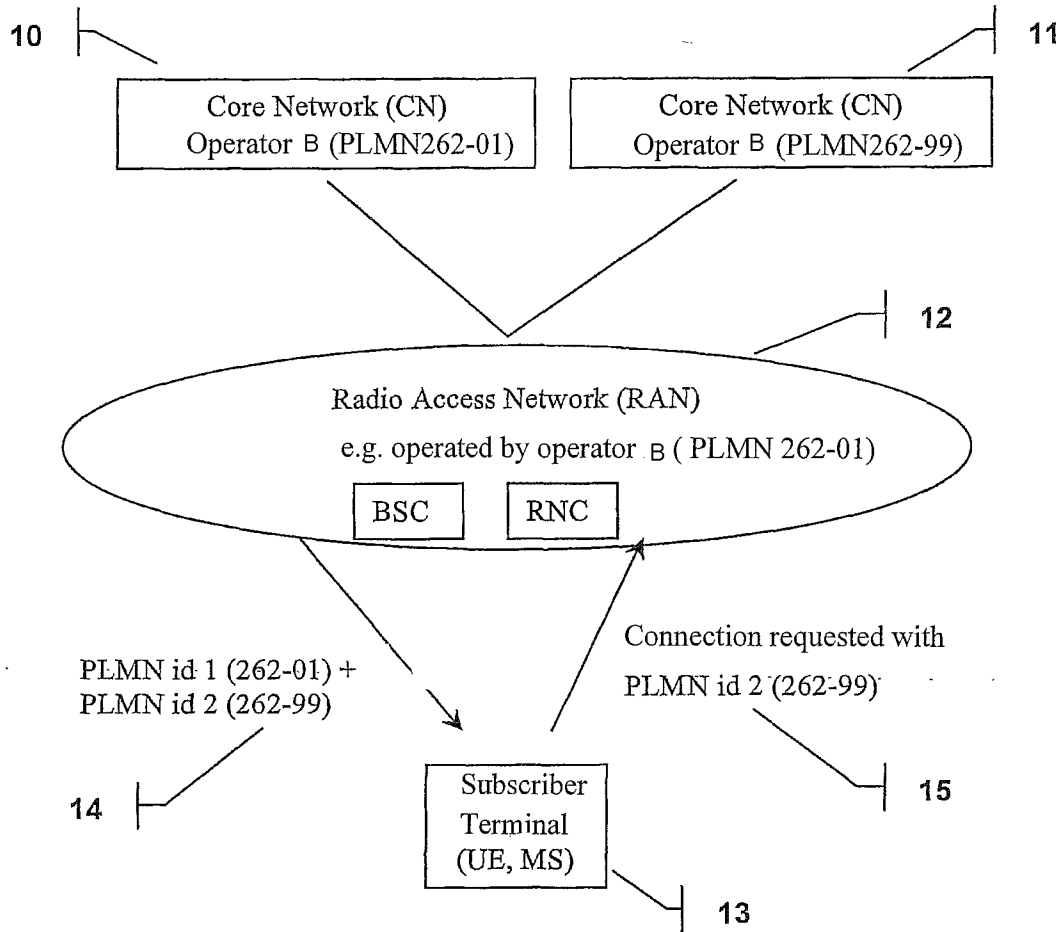 10
11
Core Network (CN)
Operator B (PLMN262-01)
Core Network (CN)
Operator B (PLMN262-99)
12
Radio Access Network (RAN)
e.g. operated by operator B ( PLMN 262-01)
BSC
RNC
PLMN id 1 (262-01) +
PLMN id 2 (262-99)
Connection requested with
PLMN id 2 (262-99)
14
15
Subscriber
Terminal
(UE, MS)
13